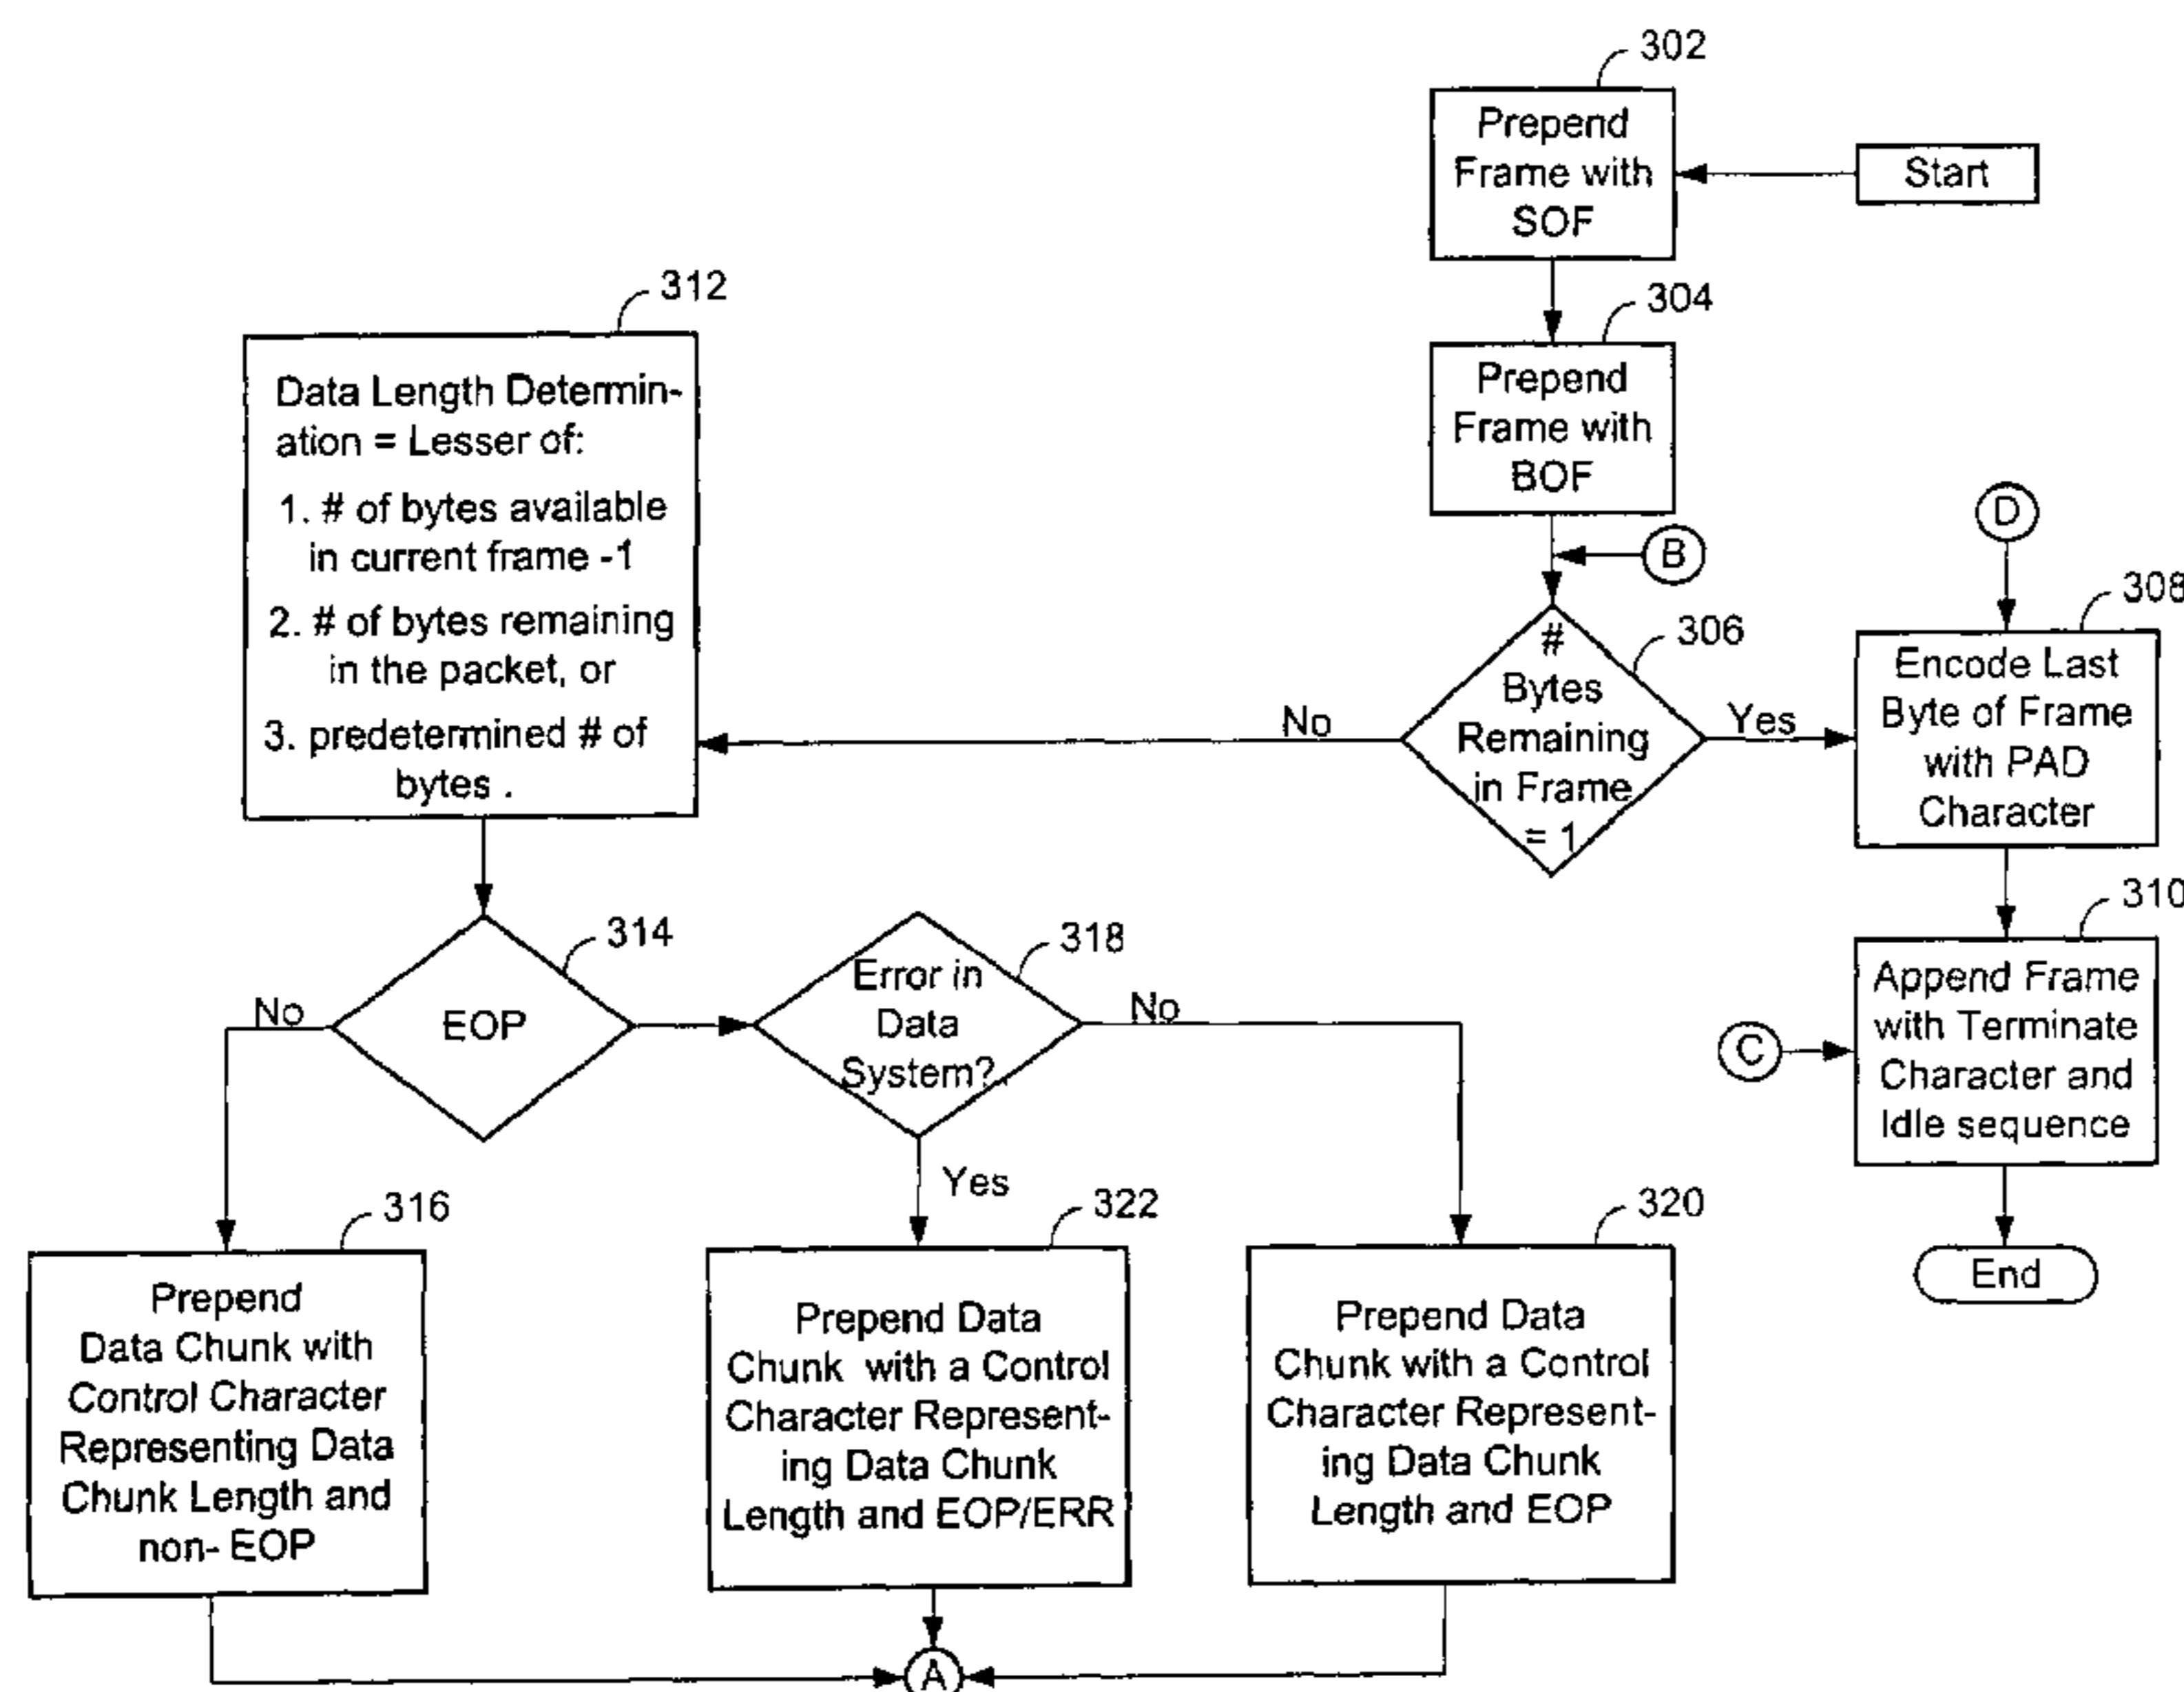 302
Prepend
Frame with
SOF
Start
304
Prepend
Frame with
BOF
B
306
#
Bytes
Remaining
in Frame
= 1
No
Yes
D
308
Encode Last
Byte of Frame
with PAD
Character
310
Append Frame
with Terminate
Character and
Idle sequence
C
End
312
Data Length Determin-
ation = Lesser of:
1. # of bytes available
in current frame -1
2. # of bytes remaining
in the packet, or
3. predetermined # of
bytes .
314
EOP
No
318
Error in
Data
System?
No
Yes
316
Prepend
Data Chunk with
Control Character
Representing Data
Chunk Length and
non- EOP
322
Prepend Data
Chunk with a Control
Character Represent-
ing Data Chunk
Length and EOP/ERR
320
Prepend Data
Chunk with a Control
Character Represent-
ing Data Chunk
Length and EOP
A